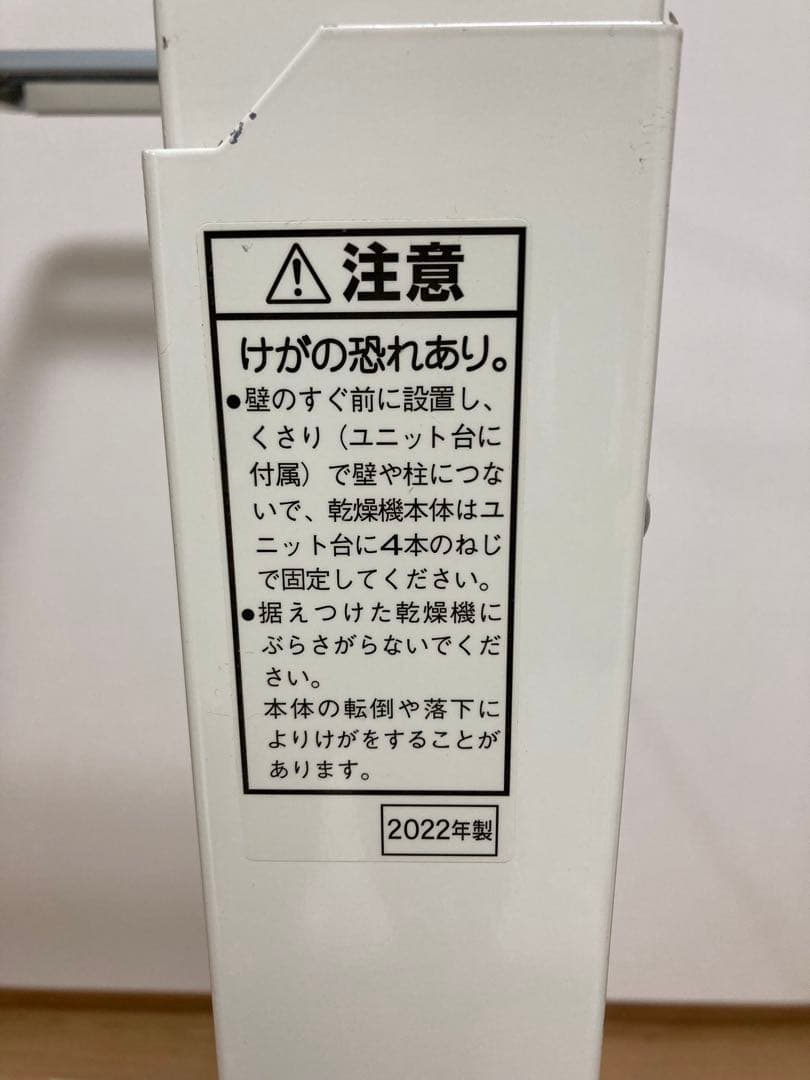 注意
けがの恐れあり。
●壁のすぐ前に設置し、
くさり（ユニット台に
付属）で壁や柱につな
いで、乾燥機本体はユ
ニット台に4本のねじ
で固定してください。
●据えつけた乾燥機に
ぶらさがらないでくだ
さい。
本体の転倒や落下に
よりけがをすることが
あります。
2022年製